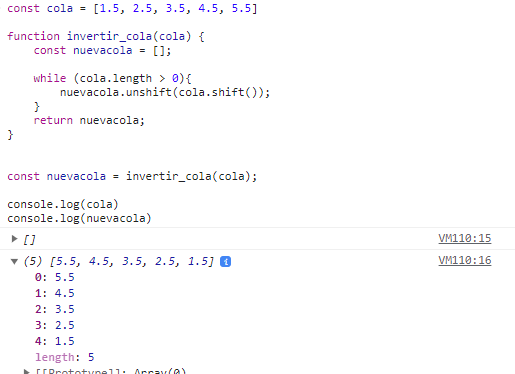 const cola = [1.5, 2.5, 3.5, 4.5, 5.5]
function invertir_cola(cola) {
const nuevacola = [];
while (cola.length > 0){
nuevacola.unshift(cola.shift());
}
return nuevacola;
}
const nuevacola = invertir_cola(cola);
console.log(cola)
console.log(nuevacola)
[] VM110:15
(5) [5.5, 4.5, 3.5, 2.5, 1.5] i VM110:16
0: 5.5
1: 4.5
2: 3.5
3: 2.5
4: 1.5
length: 5
[[Prototype]]: Array(0)